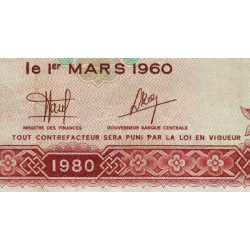 le 1er MARS 1960
MINISTRE DES FINANCES GOUVERNEUR BANQUE CENTRALE
TOUT CONTREFACTEUR SERA PUNI PAR LA LOI EN VIGUEUR
1980